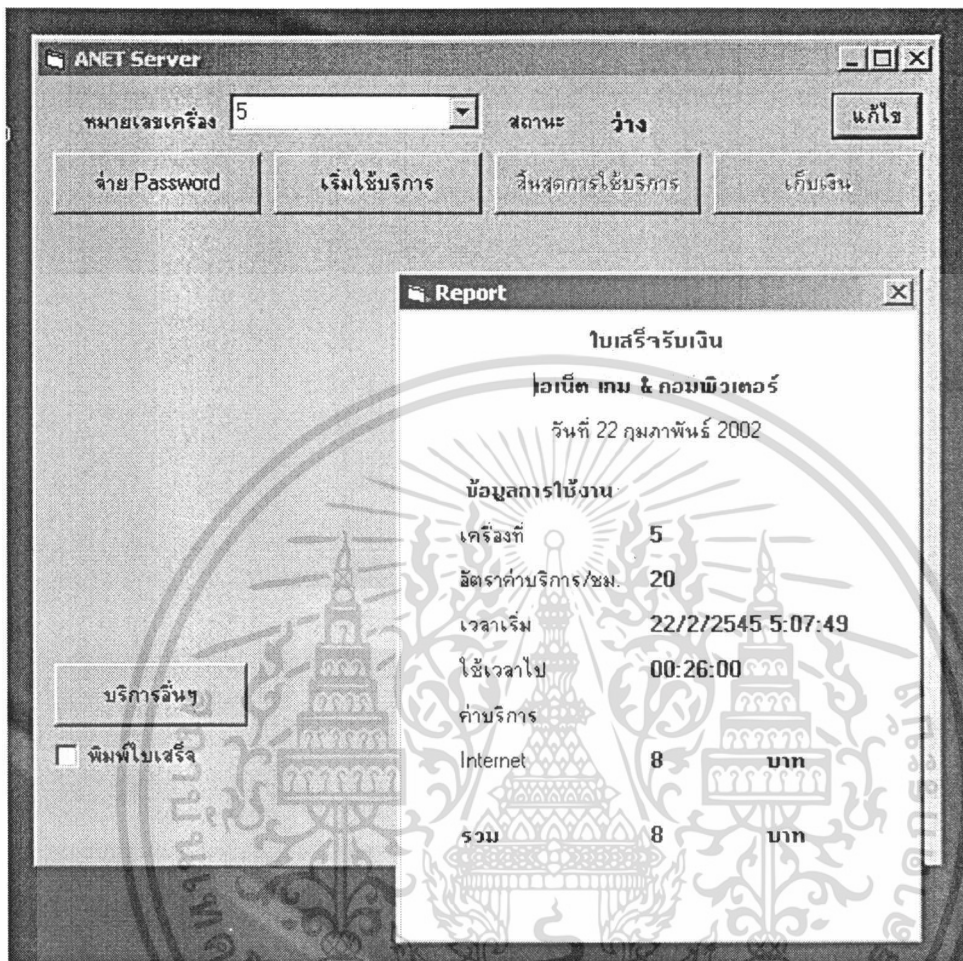 ANET Server
หมายเลขเครื่อง 5 สถานะ ว่าง แก้ไข
จ่าย Password เริ่มใช้บริการ สิ้นสุดการใช้บริการ เก็บเงิน
Report
ใบเสร็จรับเงิน
เอเน็ต เกม & คอมพิวเตอร์
วันที่ 22 กุมภาพันธ์ 2002
ข้อมูลการใช้งาน
เครื่องที่ 5
อัตราค่าบริการ/ชม. 20
เวลาเริ่ม 22/2/2545 5:07:49
ใช้เวลาไป 00:26:00
ค่าบริการ
Internet 8 บาท
รวม 8 บาท
บริการอื่นๆ
พิมพ์ใบเสร็จ